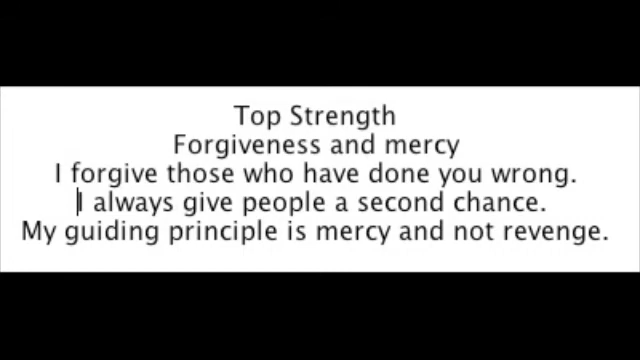 Top Strength
Forgiveness and mercy
I forgive those who have done you wrong.
I always give people a second chance.
My guiding principle is mercy and not revenge.